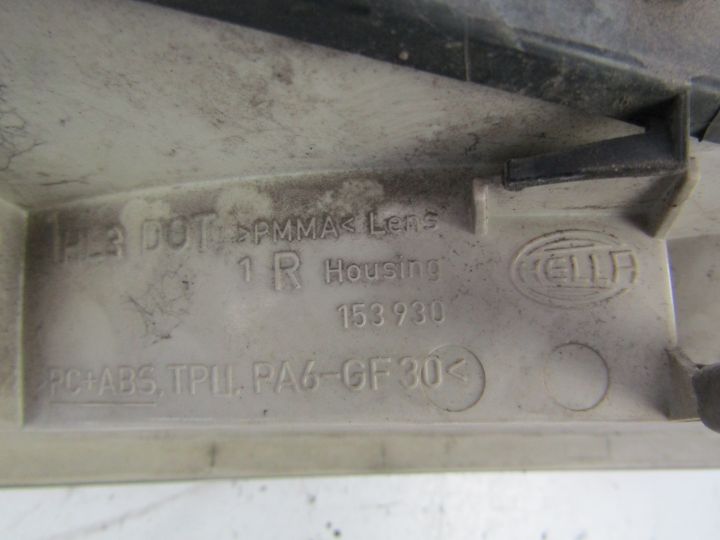 DOT >PMMA< Lens
1 R Housing
HELLA
153 930
>PC+ABS, TPU, PA6-GF30<